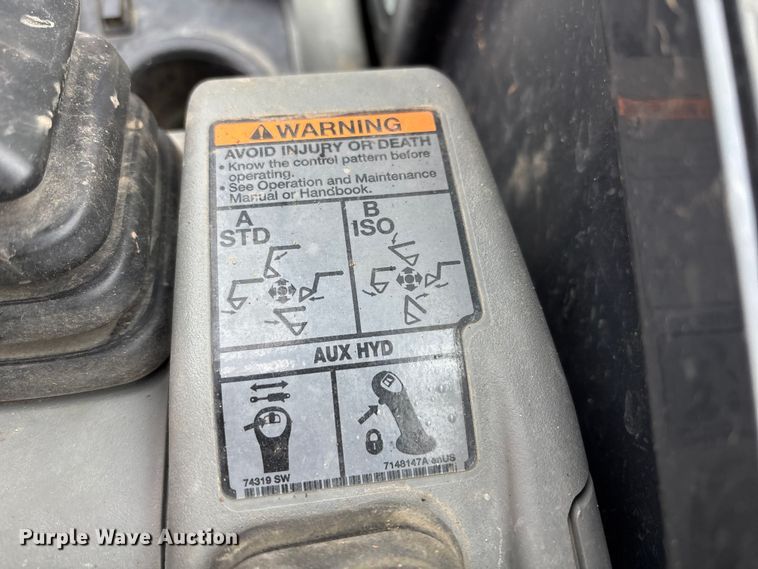 WARNING
AVOID INJURY OR DEATH
• Know the control pattern before
operating.
• See Operation and Maintenance
Manual or Handbook.
A
STD
B
ISO
AUX HYD
74319 SW
7148147A enUS
Purple Wave Auction